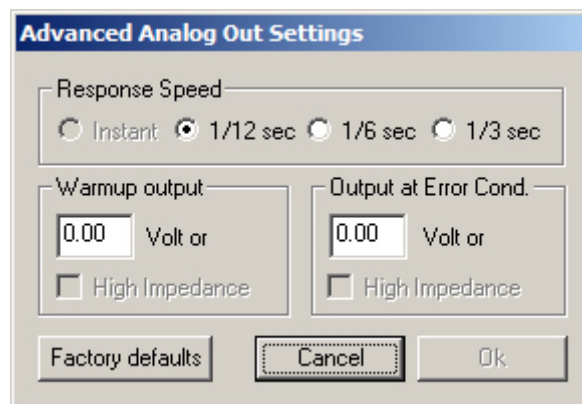 Advanced Analog Out Settings
Response Speed
Instant 1/12 sec 1/6 sec 1/3 sec
Warmup output
0.00 Volt or
High Impedance
Output at Error Cond.
0.00 Volt or
High Impedance
Factory defaults Cancel Ok